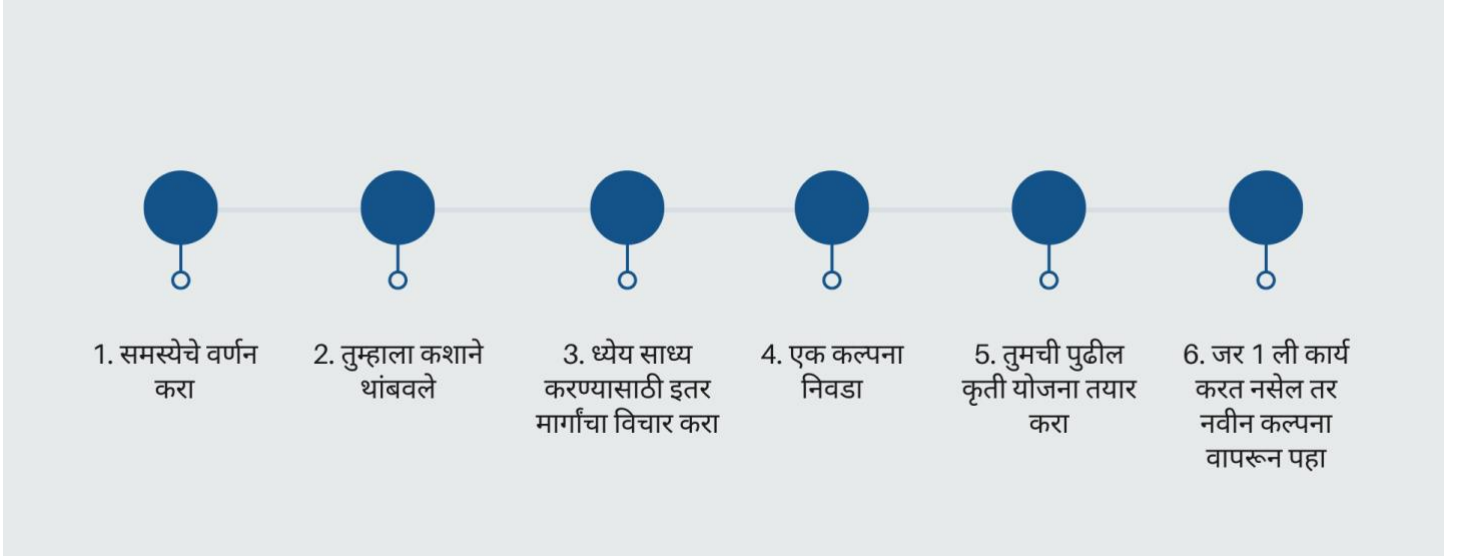 1. समस्येचे वर्णन
करा
2. तुम्हाला कशाने
थांबवले
3. ध्येय साध्य
करण्यासाठी इतर
मार्गांचा विचार करा
4. एक कल्पना
निवडा
5. तुमची पुढील
कृती योजना तयार
करा
6. जर 1 ली कार्य
करत नसेल तर
नवीन कल्पना
वापरून पहा